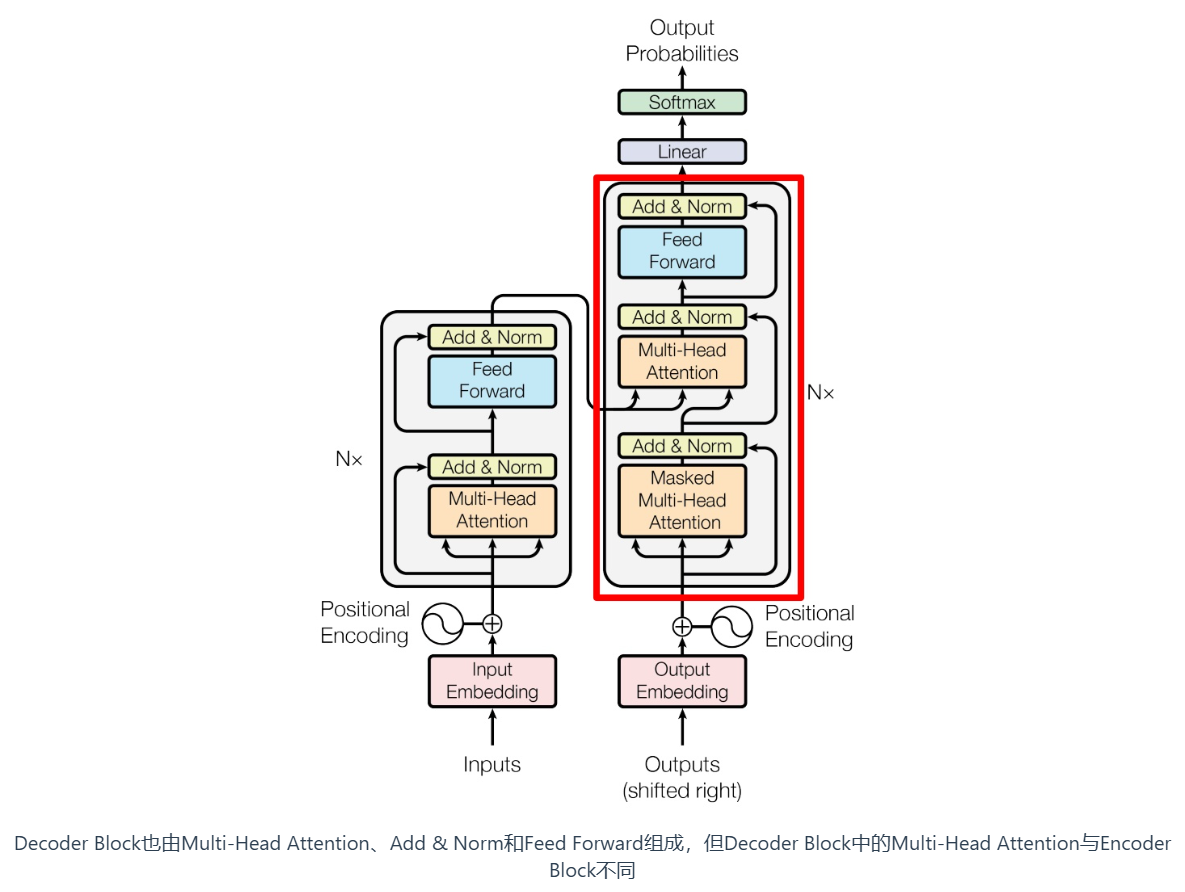 Output
Probabilities
Softmax
Linear
Add & Norm
Feed
Forward
Add & Norm
Multi-Head
Attention
N×
Add & Norm
Masked
Multi-Head
Attention
Add & Norm
Feed
Forward
N×
Add & Norm
Multi-Head
Attention
Positional
Encoding
Positional
Encoding
Input
Embedding
Output
Embedding
Inputs
Outputs
(shifted right)
Decoder Block也由Multi-Head Attention、Add & Norm和Feed Forward组成，但Decoder Block中的Multi-Head Attention与Encoder
Block不同